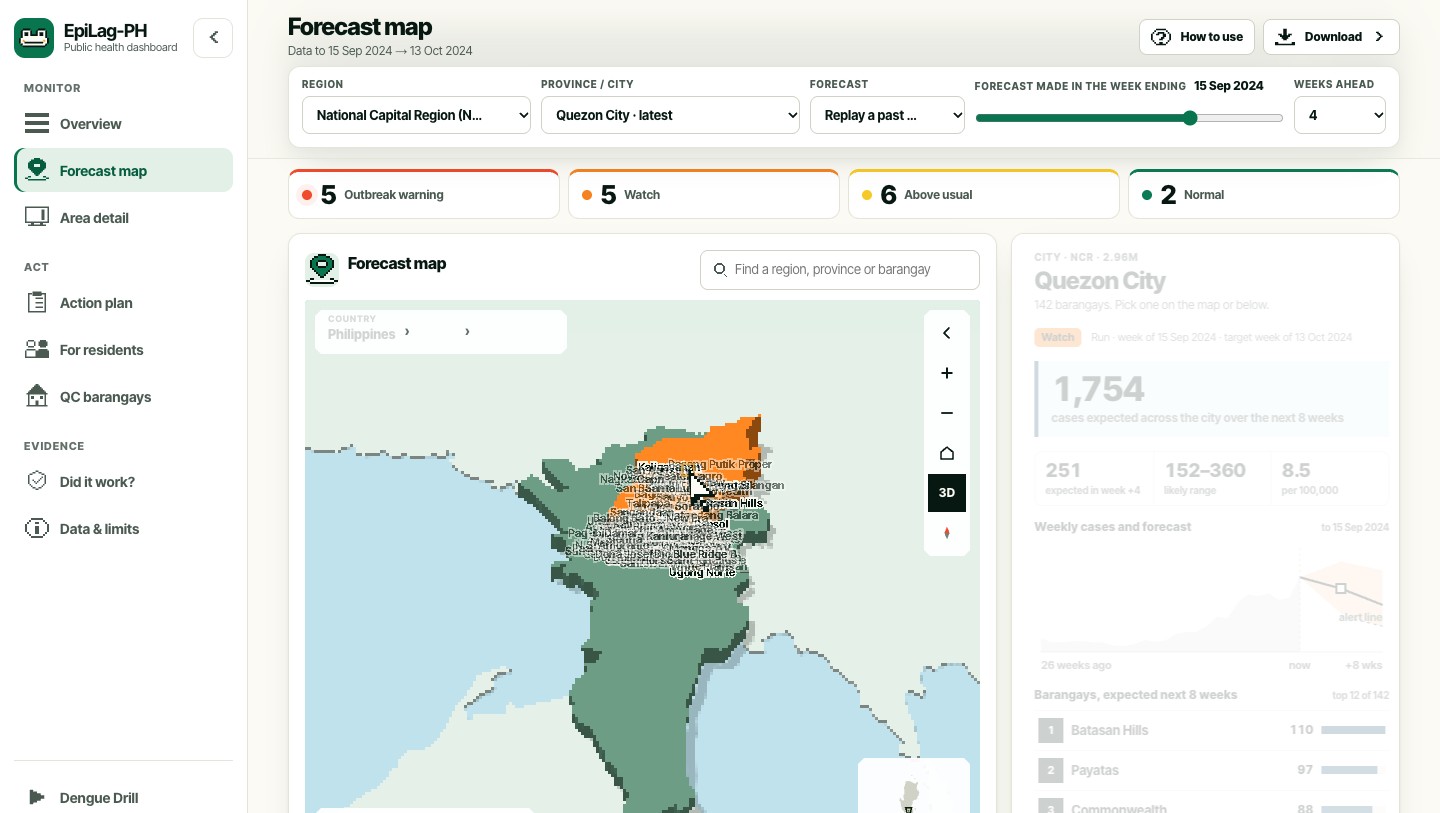 EpiLag-PH
Public health dashboard
MONITOR
Overview
Forecast map
Area detail
ACT
Action plan
For residents
QC barangays
EVIDENCE
Did it work?
Data & limits
Dengue Drill
Forecast map
Data to 15 Sep 2024 → 13 Oct 2024
How to use
Download
REGION
PROVINCE / CITY
FORECAST
FORECAST MADE IN THE WEEK ENDING 15 Sep 2024
WEEKS AHEAD
National Capital Region (N...
Quezon City · latest
Replay a past ...
4
5 Outbreak warning
5 Watch
6 Above usual
2 Normal
Forecast map
Find a region, province or barangay
COUNTRY
Philippines
3D
Pasong Putik Proper
Blue Ridge B
Ugong Norte
CITY · NCR · 2.96M
Quezon City
142 barangays. Pick one on the map or below.
Watch Run · week of 15 Sep 2024 · target week of 13 Oct 2024
1,754
cases expected across the city over the next 8 weeks
251
expected in week +4
152–360
likely range
8.5
per 100,000
Weekly cases and forecast
to 15 Sep 2024
alert line
26 weeks ago
now
+8 wks
Barangays, expected next 8 weeks
top 12 of 142
1 Batasan Hills 110
2 Payatas 97
3 Commonwealth 88